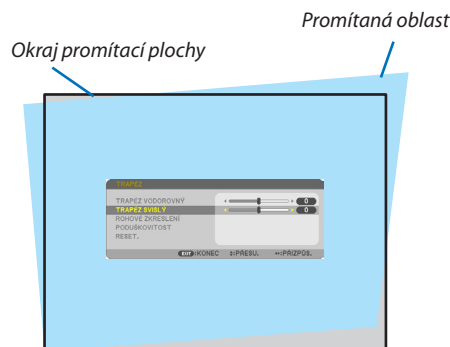 Promítaná oblast
Okraj promítací plochy
TRAPÉZ
TRAPÉZ VODOROVNÝ 0
TRAPÉZ SVISLÝ 0
ROHOVÉ ZKRESLENÍ
PODUŠKOVITOST
RESET.
EXIT :KONEC ↕:PŘESU. ↔:PŘIZPŮS.